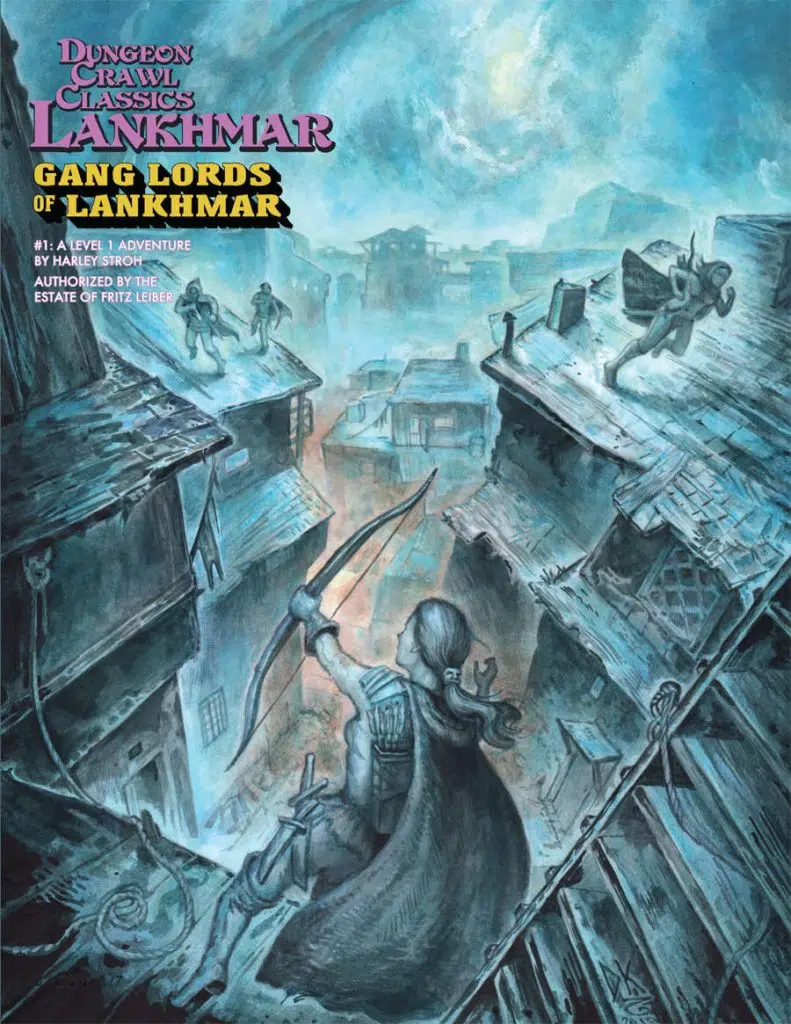 DUNGEON
CRAWL
CLASSICS
LANKHMAR
GANG LORDS
OF LANKHMAR
#1: A LEVEL 1 ADVENTURE
BY HARLEY STROH
AUTHORIZED BY THE
ESTATE OF FRITZ LEIBER
DK